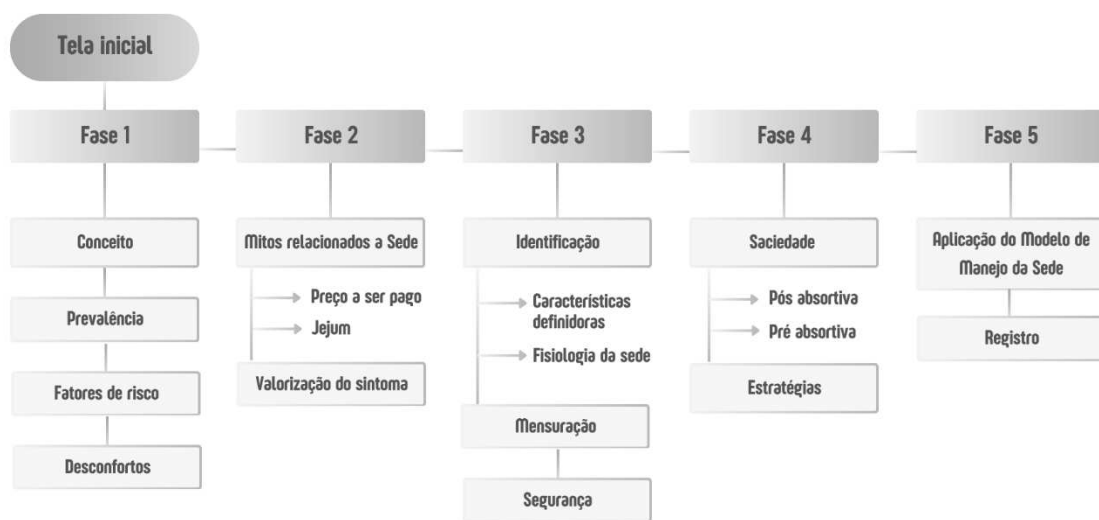 Tela inicial
Fase 1
Conceito
Prevalência
Fatores de risco
Desconfortos
Fase 2
Mitos relacionados a Sede
Preço a ser pago
Jejum
Valorização do sintoma
Fase 3
Identificação
Características
definidoras
Fisiologia da sede
Mensuração
Segurança
Fase 4
Saciedade
Pós absortiva
Pré absortiva
Estratégias
Fase 5
Aplicação do Modelo de
Manejo da Sede
Registro